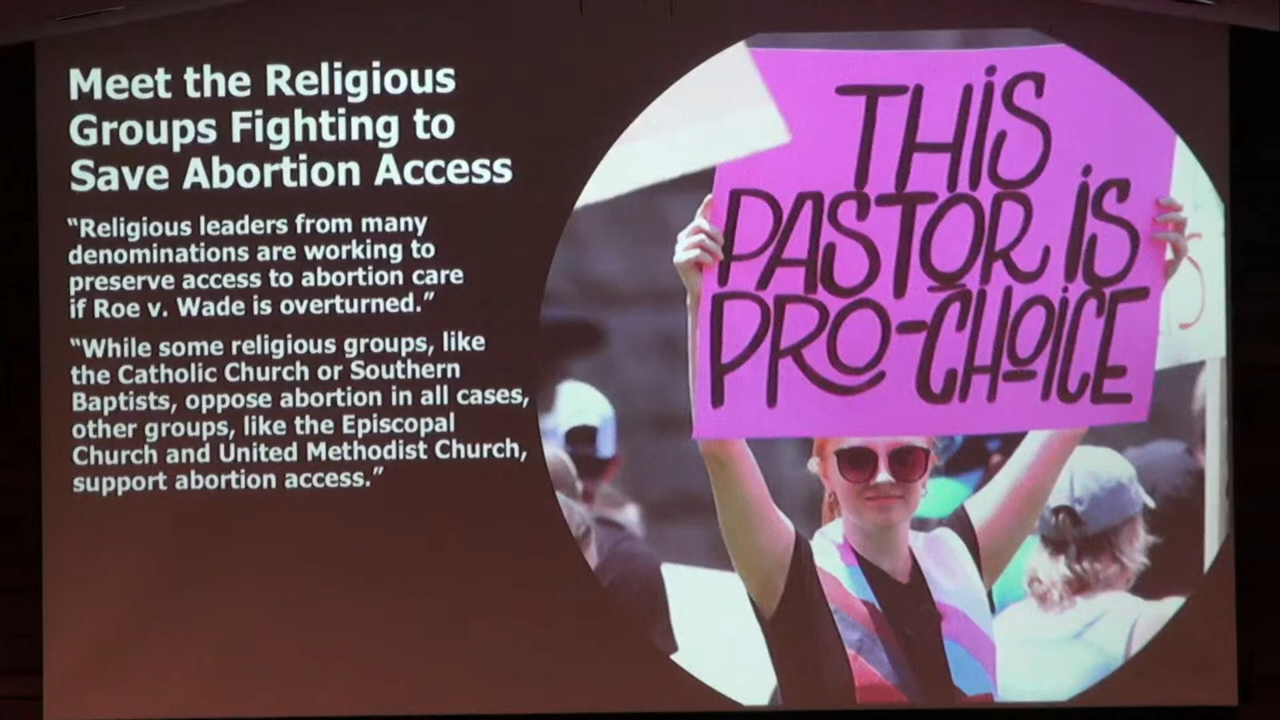 Meet the Religious
Groups Fighting to
Save Abortion Access
“Religious leaders from many
denominations are working to
preserve access to abortion care
if Roe v. Wade is overturned.”
“While some religious groups, like
the Catholic Church or Southern
Baptists, oppose abortion in all cases,
other groups, like the Episcopal
Church and United Methodist Church,
support abortion access.”
THIS
PASTOR IS
PRO-CHOICE